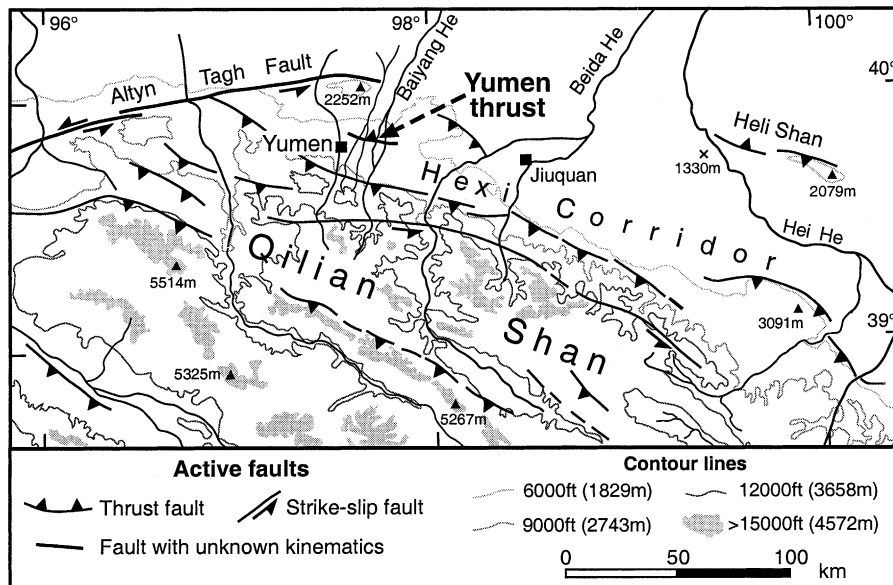 96°
98°
100°
40°
Altyn Tagh Fault
2252m
Baiyang He
Beida He
Yumen
thrust
Yumen
Heli Shan
1330m
2079m
Jiuquan
Hexi Corridor
Hei He
Qilian
Shan
5514m
3091m
39°
5325m
5267m
Active faults
Thrust fault
Strike-slip fault
Fault with unknown kinematics
Contour lines
6000ft (1829m)
12000ft (3658m)
9000ft (2743m)
>15000ft (4572m)
0 50 100
km